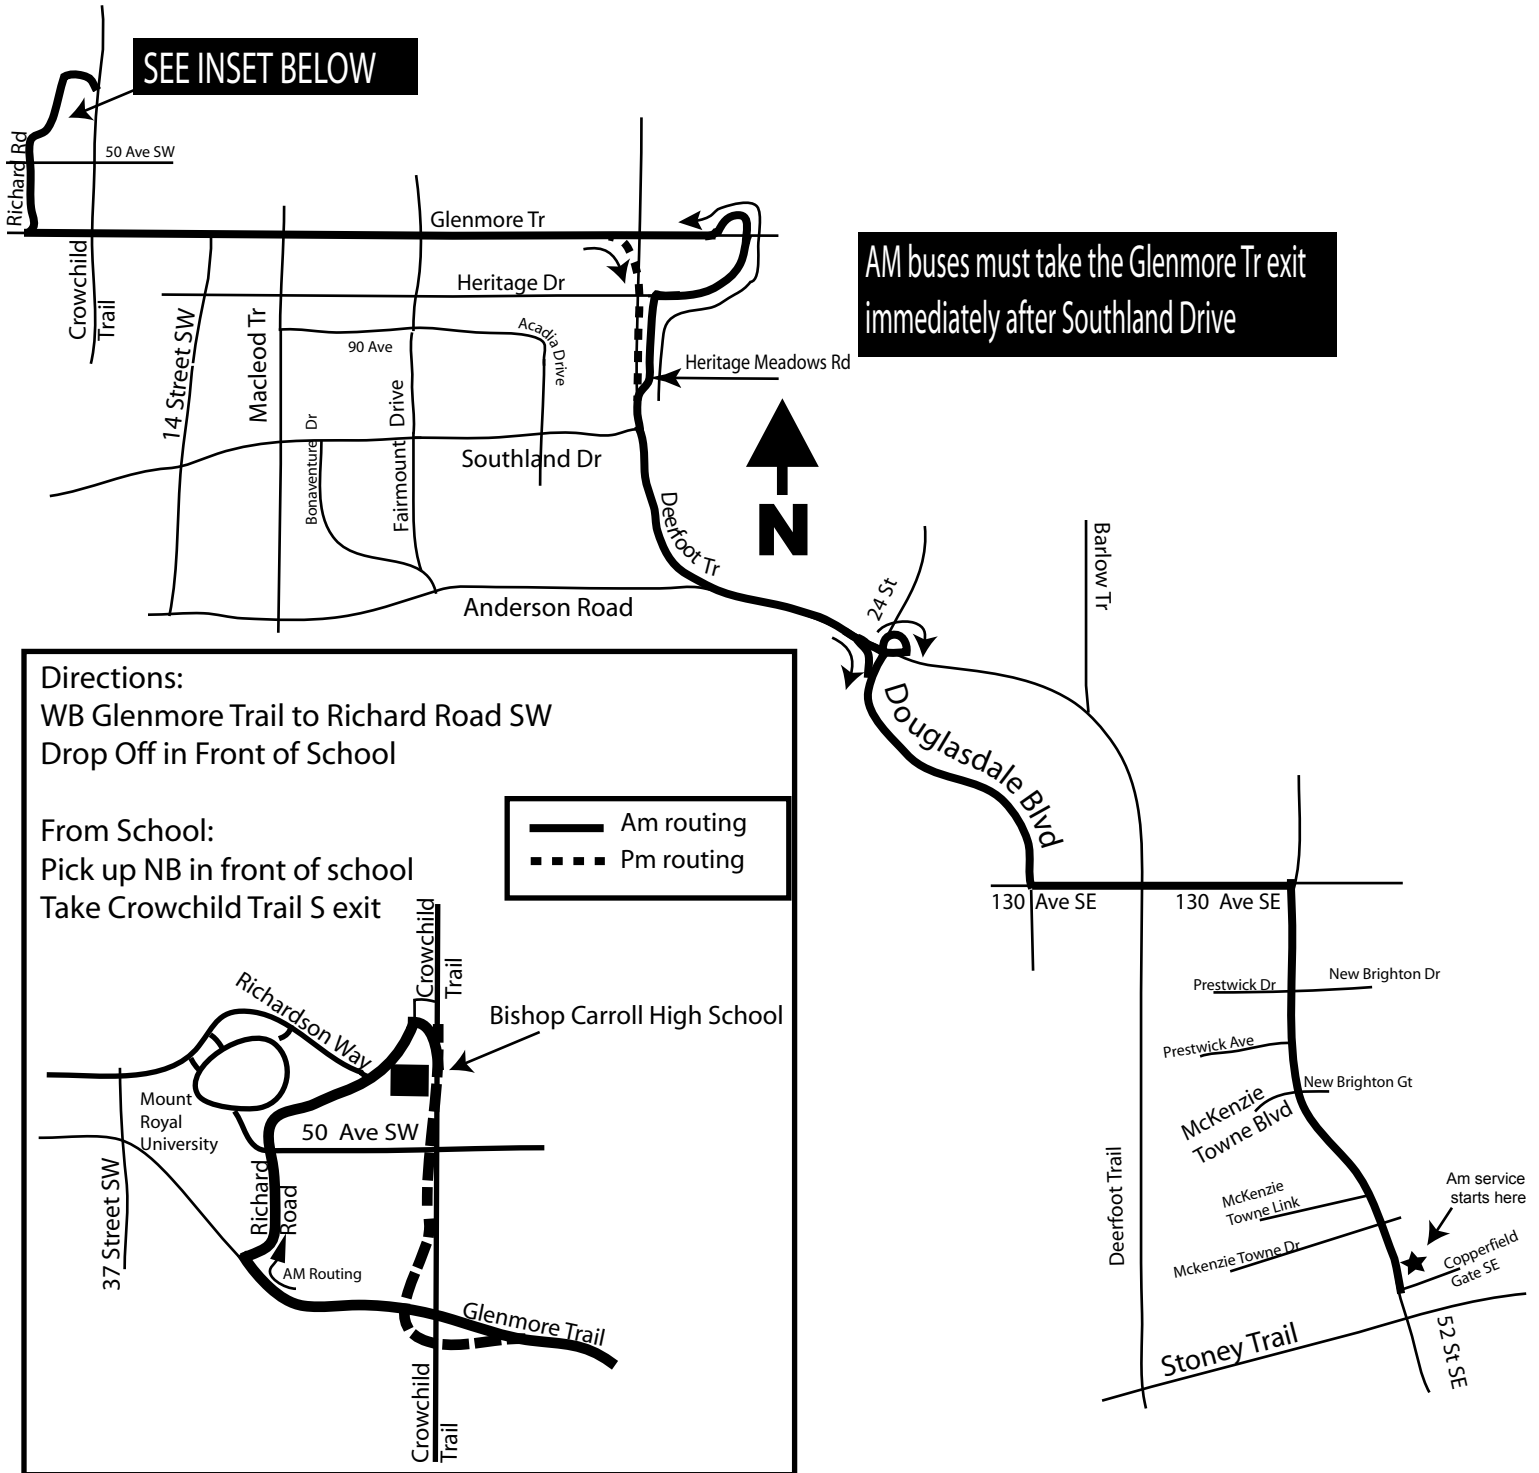 SEE INSET BELOW
Richard Rd
50 Ave SW
Crowchild
Trail
Glenmore Tr
Heritage Dr
14 Street SW
Macleod Tr
90 Ave
Acadia Drive
Fairmount Drive
Bonaventure Dr
Southland Dr
Heritage Meadows Rd
AM buses must take the Glenmore Tr exit
immediately after Southland Drive
N
Deerfoot Tr
Anderson Road
24 St
Barlow Tr
Douglasdale Blvd
130 Ave SE
130 Ave SE
Prestwick Dr
New Brighton Dr
Prestwick Ave
New Brighton Gt
McKenzie
Towne Blvd
McKenzie
Towne Link
Mckenzie Towne Dr
Am service
starts here
Copperfield
Gate SE
Deerfoot Trail
Stoney Trail
52 St SE
Directions:
WB Glenmore Trail to Richard Road SW
Drop Off in Front of School
From School:
Pick up NB in front of school
Take Crowchild Trail S exit
Am routing
Pm routing
Crowchild
Trail
Richardson Way
Bishop Carroll High School
Mount
Royal
University
50 Ave SW
37 Street SW
Richard
Road
AM Routing
Glenmore Trail
Crowchild
Trail